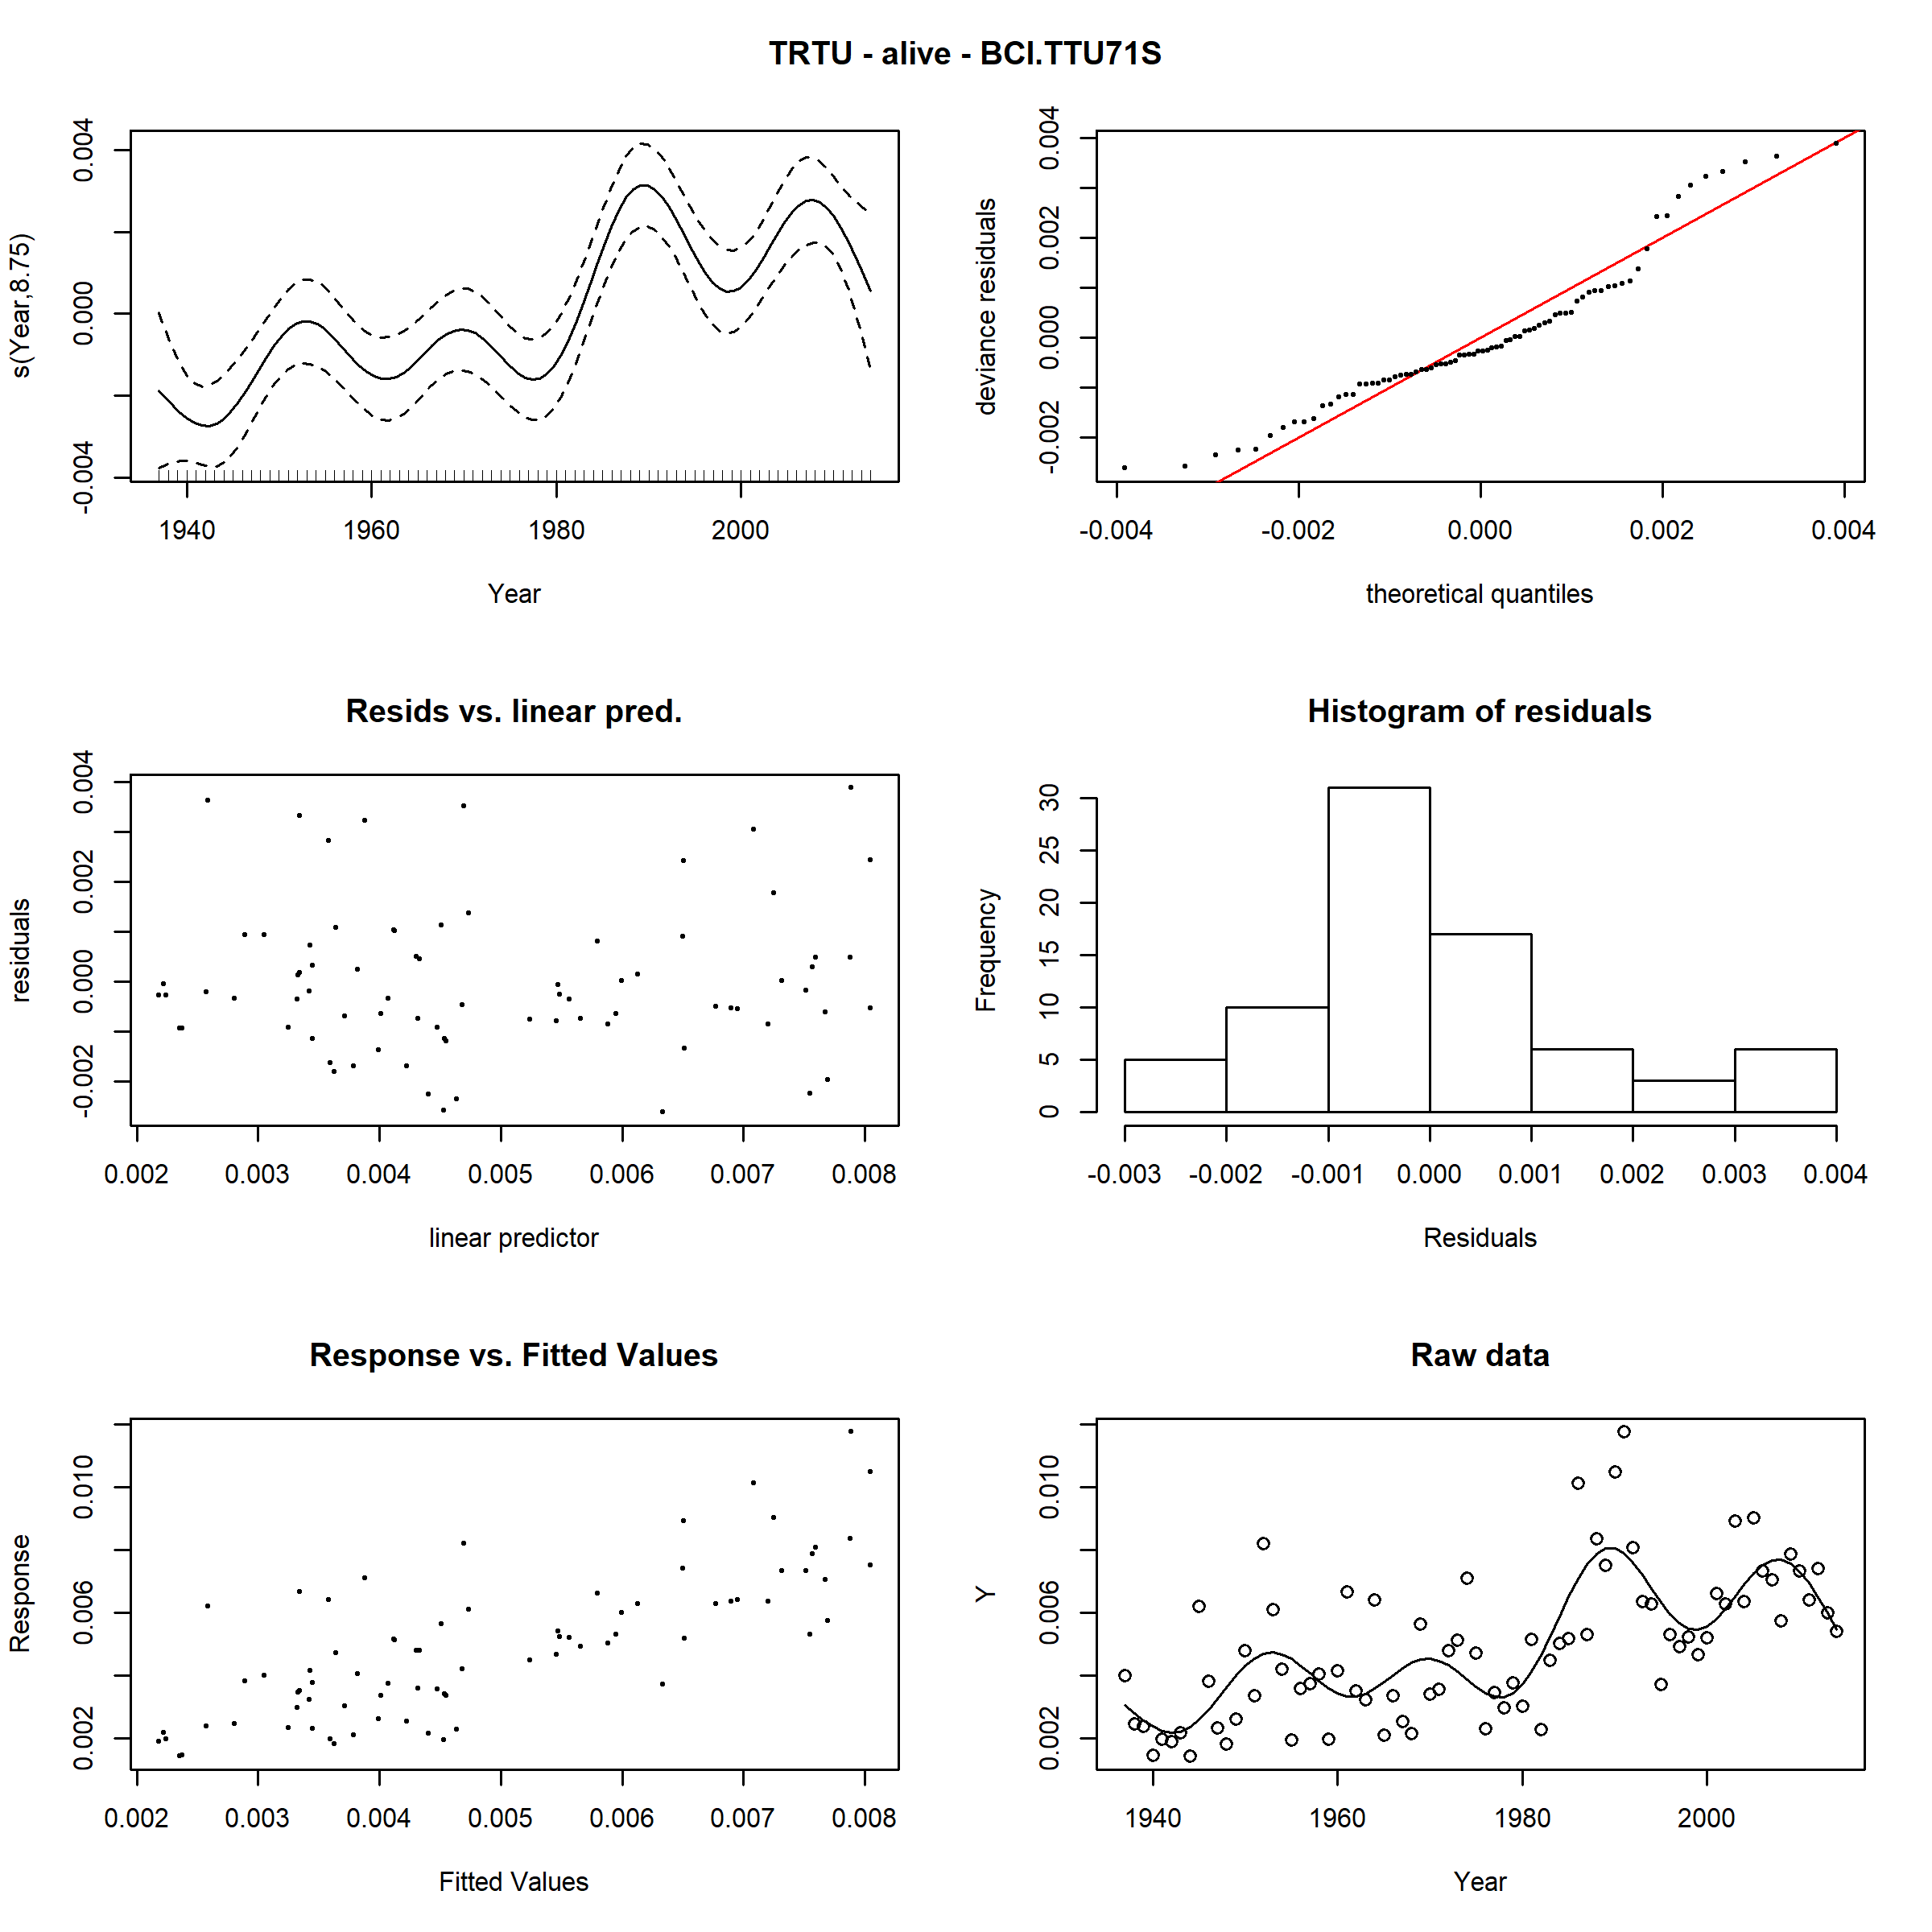 TRTU - alive - BCI.TTU71S
s(Year,8.75)
-0.004 0.000 0.004
1940 1960 1980 2000
Year
deviance residuals
-0.002 0.000 0.002 0.004
-0.004 -0.002 0.000 0.002 0.004
theoretical quantiles
Resids vs. linear pred.
residuals
-0.002 0.000 0.002 0.004
0.002 0.003 0.004 0.005 0.006 0.007 0.008
linear predictor
Histogram of residuals
Frequency
0 5 10 15 20 25 30
-0.003 -0.002 -0.001 0.000 0.001 0.002 0.003 0.004
Residuals
Response vs. Fitted Values
Response
0.002 0.006 0.010
0.002 0.003 0.004 0.005 0.006 0.007 0.008
Fitted Values
Raw data
Y
0.002 0.006 0.010
1940 1960 1980 2000
Year